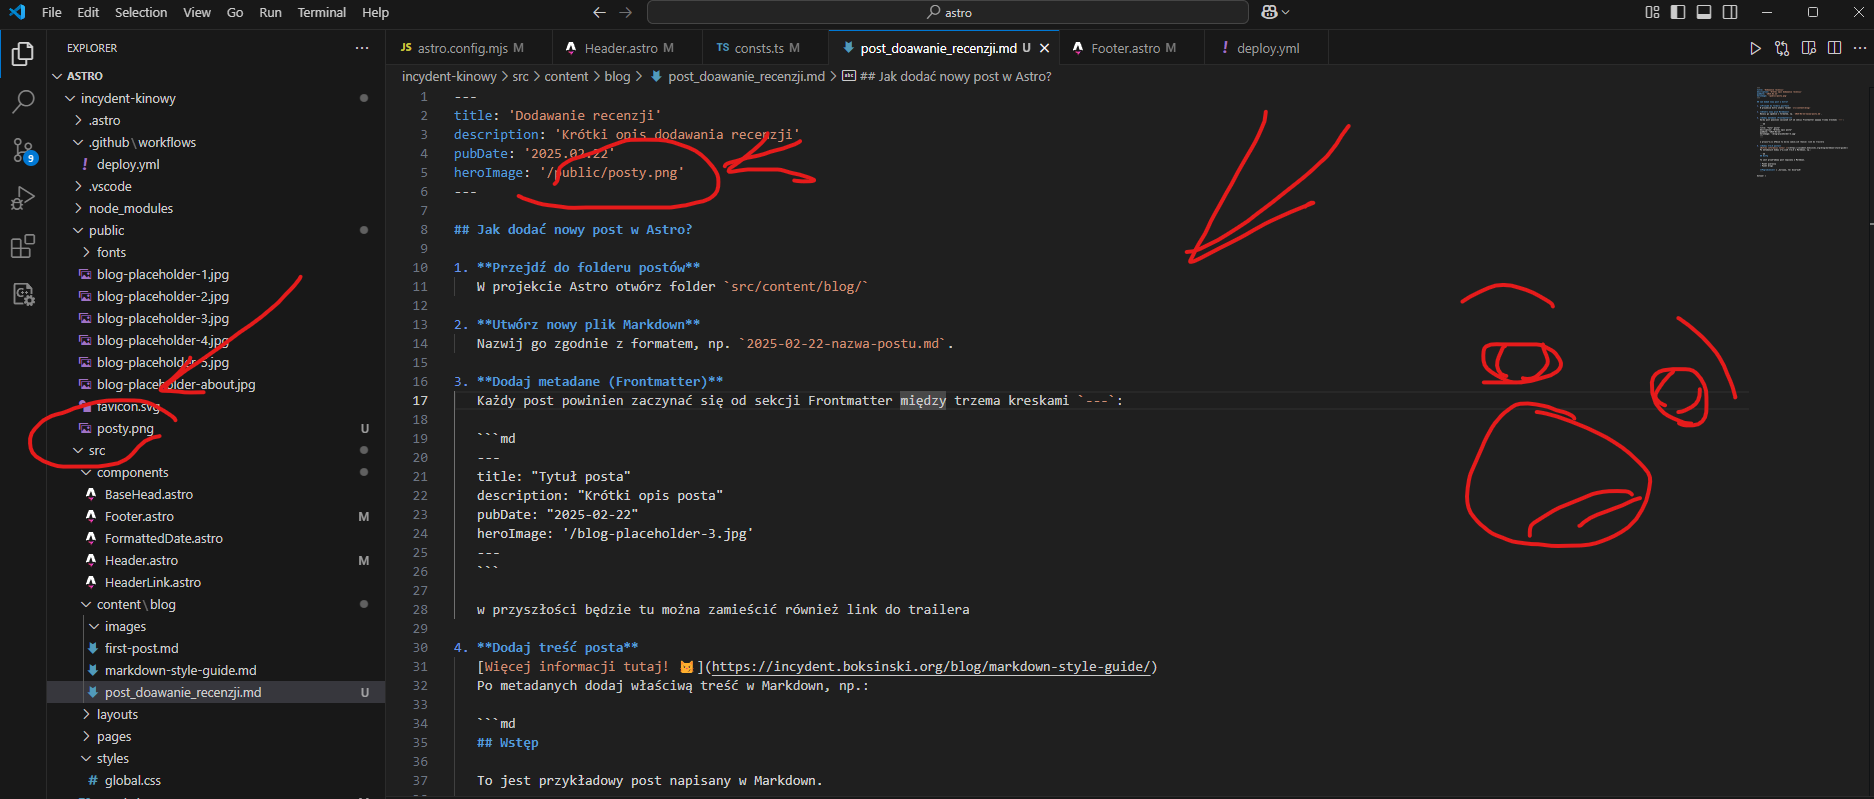 File Edit Selection View Go Run Terminal Help
astro
EXPLORER
ASTRO
incydent-kinowy
.astro
.github\workflows
! deploy.yml
.vscode
node_modules
public
fonts
blog-placeholder-1.jpg
blog-placeholder-2.jpg
blog-placeholder-3.jpg
blog-placeholder-4.jpg
blog-placeholder-5.jpg
blog-placeholder-about.jpg
favicon.svg
posty.png U
src
components
BaseHead.astro
Footer.astro M
FormattedDate.astro
Header.astro M
HeaderLink.astro
content\blog
images
first-post.md
markdown-style-guide.md
post_doawanie_recenzji.md U
layouts
pages
styles
# global.css
9
JS astro.config.mjs M
Header.astro M
TS consts.ts M
post_doawanie_recenzji.md U
Footer.astro M
! deploy.yml
incydent-kinowy > src > content > blog > post_doawanie_recenzji.md > abc ## Jak dodać nowy post w Astro?
1 ---
2 title: 'Dodawanie recenzji'
3 description: 'Krótki opis dodawania recenzji'
4 pubDate: '2025.02.22'
5 heroImage: '/public/posty.png'
6 ---
7
8 ## Jak dodać nowy post w Astro?
9
10 1. **Przejdź do folderu postów**
11 W projekcie Astro otwórz folder `src/content/blog/`
12
13 2. **Utwórz nowy plik Markdown**
14 Nazwij go zgodnie z formatem, np. `2025-02-22-nazwa-postu.md`.
15
16 3. **Dodaj metadane (Frontmatter)**
17 Każdy post powinien zaczynać się od sekcji Frontmatter między trzema kreskami `---`:
18
19 ```md
20 ---
21 title: "Tytuł posta"
22 description: "Krótki opis posta"
23 pubDate: "2025-02-22"
24 heroImage: '/blog-placeholder-3.jpg'
25 ---
26 ```
27
28 w przyszłości będzie tu można zamieścić również link do trailera
29
30 4. **Dodaj treść posta**
31 [Więcej informacji tutaj! 🐱](https://incydent.boksinski.org/blog/markdown-style-guide/)
32 Po metadanych dodaj właściwą treść w Markdown, np.:
33
34 ```md
35 ## Wstęp
36
37 To jest przykładowy post napisany w Markdown.